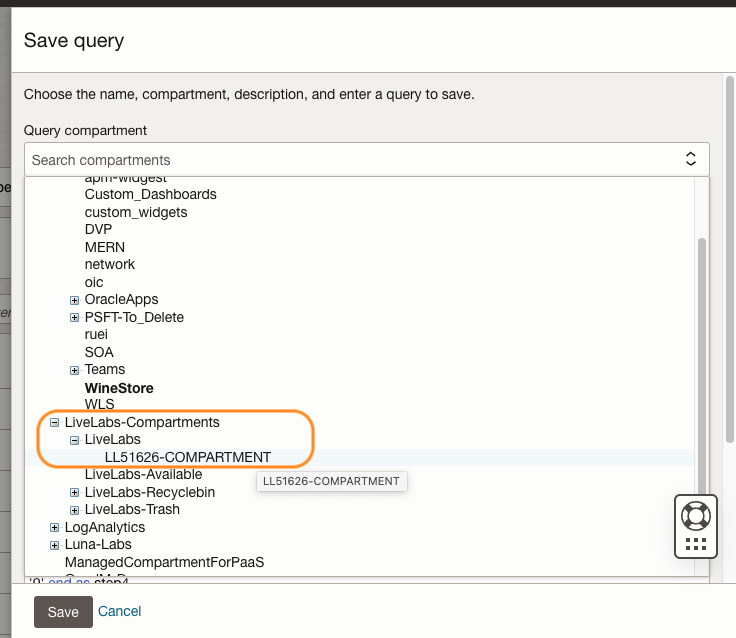 Save query
Choose the name, compartment, description, and enter a query to save.
Query compartment
Search compartments
apm-widgest
Custom_Dashboards
custom_widgets
DVP
MERN
network
oic
OracleApps
PSFT-To_Delete
ruei
SOA
Teams
WineStore
WLS
LiveLabs-Compartments
LiveLabs
LL51626-COMPARTMENT
LiveLabs-Available
LL51626-COMPARTMENT
LiveLabs-Recyclebin
LiveLabs-Trash
LogAnalytics
Luna-Labs
ManagedCompartmentForPaaS
'0' end as step4
Save Cancel